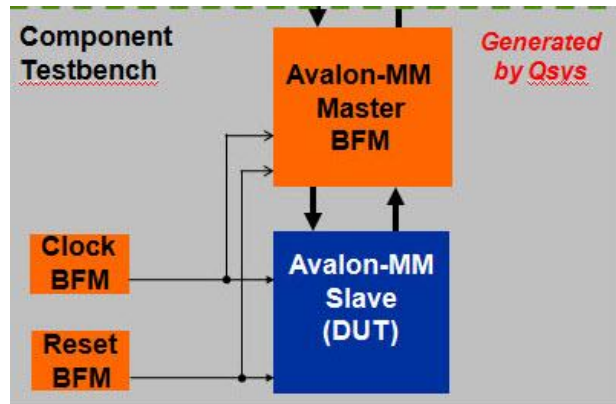 Component
Testbench
Generated
by Qsys
Avalon-MM
Master
BFM
Clock
BFM
Avalon-MM
Slave
(DUT)
Reset
BFM